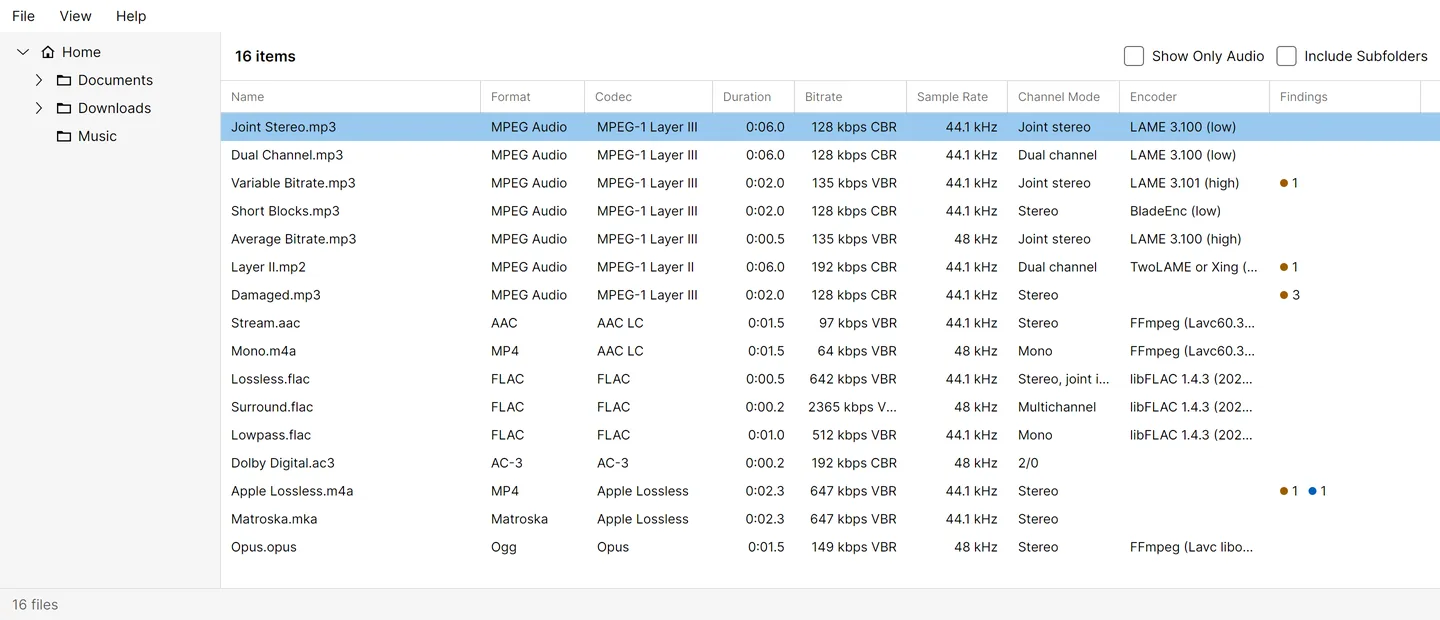 File View Help
Home
Documents
Downloads
Music
16 items Show Only Audio Include Subfolders
Name Format Codec Duration Bitrate Sample Rate Channel Mode Encoder Findings
Joint Stereo.mp3 MPEG Audio MPEG-1 Layer III 0:06.0 128 kbps CBR 44.1 kHz Joint stereo LAME 3.100 (low)
Dual Channel.mp3 MPEG Audio MPEG-1 Layer III 0:06.0 128 kbps CBR 44.1 kHz Dual channel LAME 3.100 (low)
Variable Bitrate.mp3 MPEG Audio MPEG-1 Layer III 0:02.0 135 kbps VBR 44.1 kHz Joint stereo LAME 3.101 (high) 1
Short Blocks.mp3 MPEG Audio MPEG-1 Layer III 0:02.0 128 kbps CBR 44.1 kHz Stereo BladeEnc (low)
Average Bitrate.mp3 MPEG Audio MPEG-1 Layer III 0:00.5 135 kbps VBR 48 kHz Joint stereo LAME 3.100 (high)
Layer II.mp2 MPEG Audio MPEG-1 Layer II 0:06.0 192 kbps CBR 44.1 kHz Dual channel TwoLAME or Xing (... 1
Damaged.mp3 MPEG Audio MPEG-1 Layer III 0:02.0 128 kbps CBR 44.1 kHz Stereo 3
Stream.aac AAC AAC LC 0:01.5 97 kbps VBR 44.1 kHz Stereo FFmpeg (Lavc60.3...
Mono.m4a MP4 AAC LC 0:01.5 64 kbps VBR 48 kHz Mono FFmpeg (Lavc60.3...
Lossless.flac FLAC FLAC 0:00.5 642 kbps VBR 44.1 kHz Stereo, joint i... libFLAC 1.4.3 (202...
Surround.flac FLAC FLAC 0:00.2 2365 kbps V... 48 kHz Multichannel libFLAC 1.4.3 (202...
Lowpass.flac FLAC FLAC 0:01.0 512 kbps VBR 44.1 kHz Mono libFLAC 1.4.3 (202...
Dolby Digital.ac3 AC-3 AC-3 0:00.2 192 kbps CBR 48 kHz 2/0
Apple Lossless.m4a MP4 Apple Lossless 0:02.3 647 kbps VBR 44.1 kHz Stereo 1 1
Matroska.mka Matroska Apple Lossless 0:02.3 647 kbps VBR 44.1 kHz Stereo
Opus.opus Ogg Opus 0:01.5 149 kbps VBR 48 kHz Stereo FFmpeg (Lavc libo...
16 files